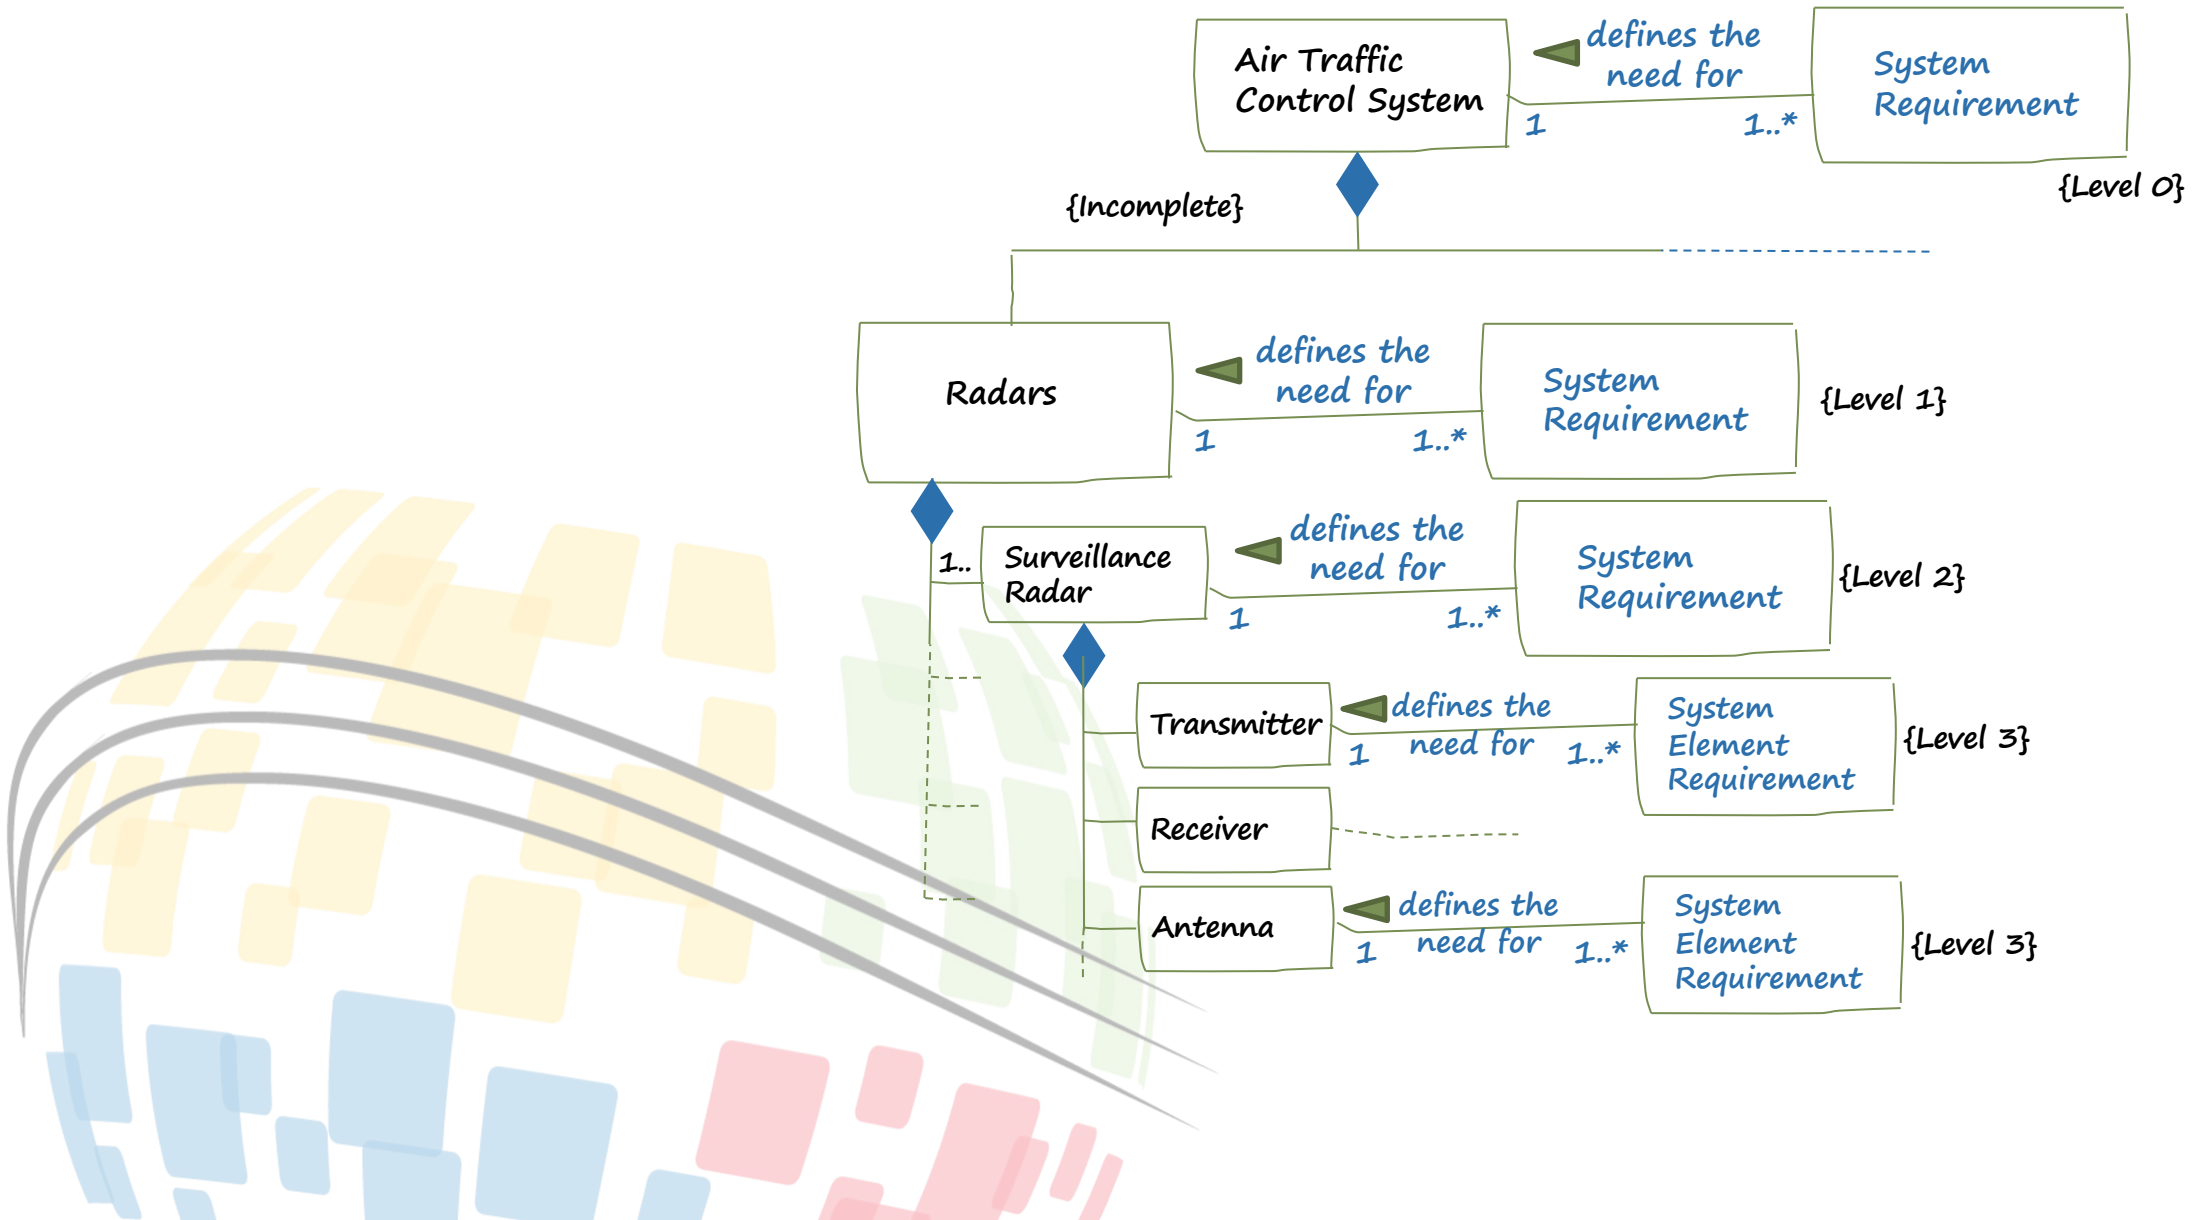 defines the
need for
Air Traffic
Control System
System
Requirement
1
1..*
{Level 0}
{Incomplete}
Radars
defines the
need for
System
Requirement
{Level 1}
1
1..*
1..
Surveillance
Radar
defines the
need for
System
Requirement
{Level 2}
1
1..*
Transmitter
defines the
need for
1
1..*
System
Element
Requirement
{Level 3}
Receiver
Antenna
defines the
need for
1
1..*
System
Element
Requirement
{Level 3}